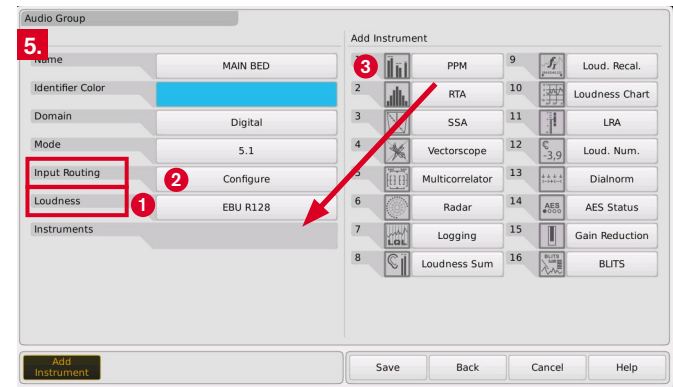 Audio Group
5.
Name
MAIN BED
Identifier Color
Domain
Digital
Mode
5.1
Input Routing
2
Configure
Loudness
1
EBU R128
Instruments
Add Instrument
3
PPM
2
RTA
3
SSA
4
Vectorscope
5
Multicorrelator
6
Radar
7
LQL
Logging
8
Loudness Sum
9
Loud. Recal.
10
Loudness Chart
11
LRA
12
-3,9
Loud. Num.
13
Dialnorm
14
AES
AES Status
15
Gain Reduction
16
BLITS
BLITS
Add
Instrument
Save
Back
Cancel
Help